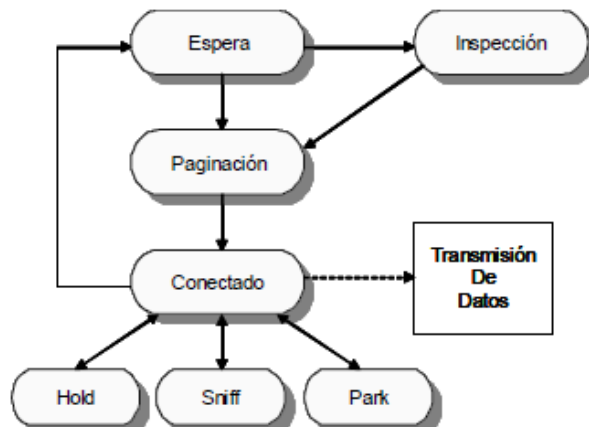 Espera
Inspección
Paginación
Conectado
Transmisión
De
Datos
Hold
Sniff
Park